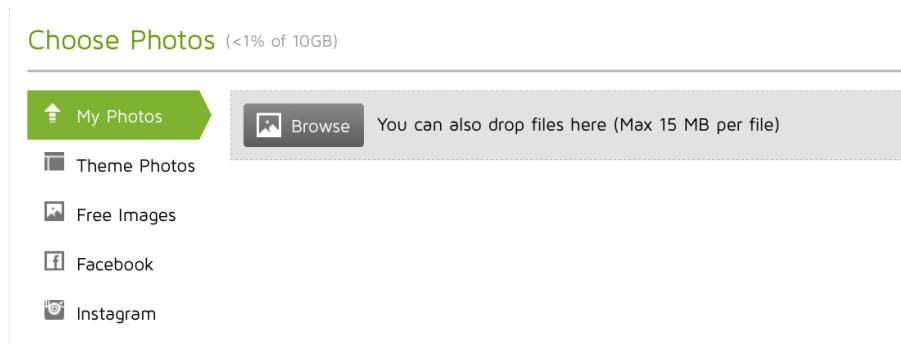 Choose Photos (<1% of 10GB)
My Photos
Browse You can also drop files here (Max 15 MB per file)
Theme Photos
Free Images
Facebook
Instagram